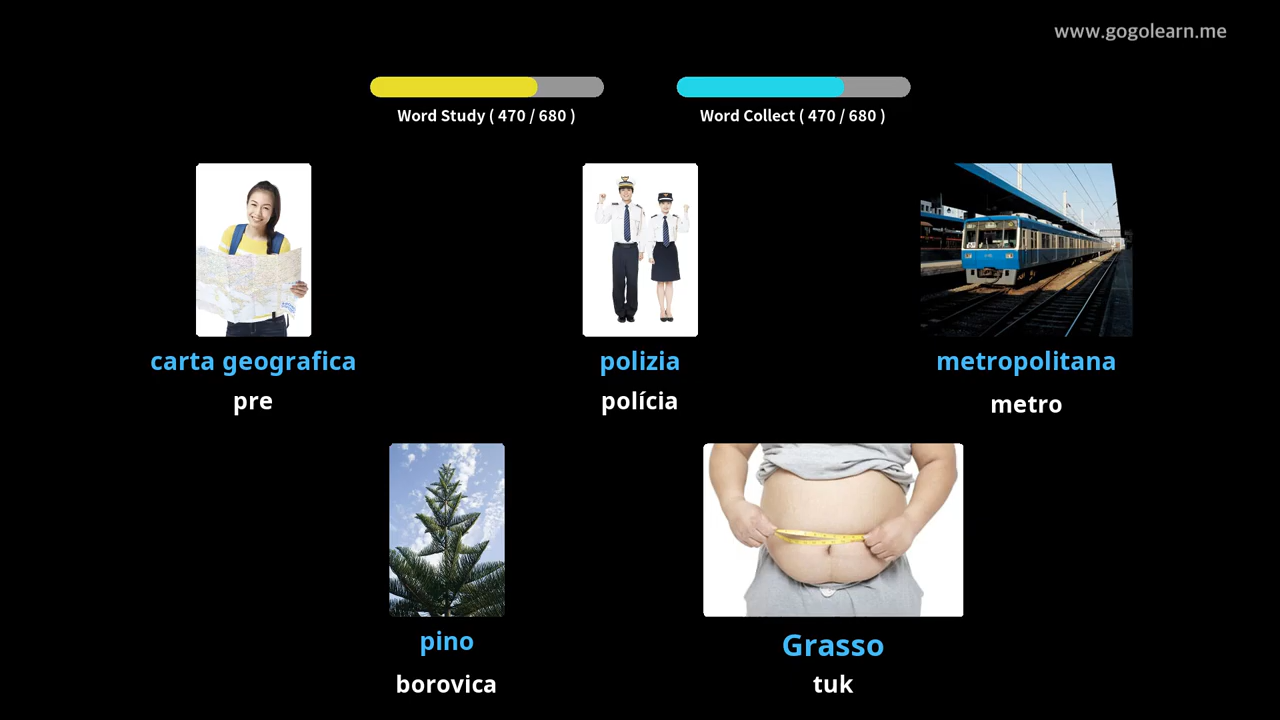 www.gogolearn.me
Word Study ( 470 / 680 )
Word Collect ( 470 / 680 )
carta geografica
pre
polizia
polícia
metropolitana
metro
pino
borovica
Grasso
tuk